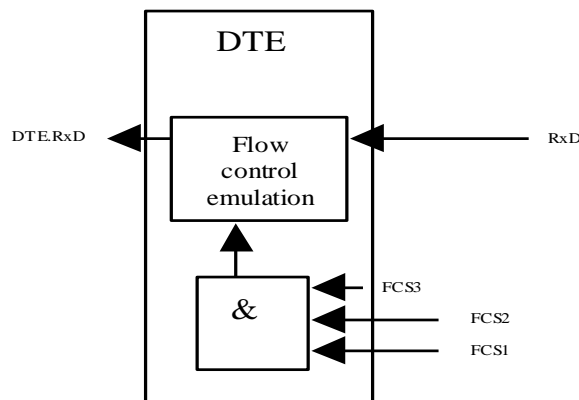 DTE
DTE.RxD
Flow
control
emulation
RxD
&
FCS3
FCS2
FCS1